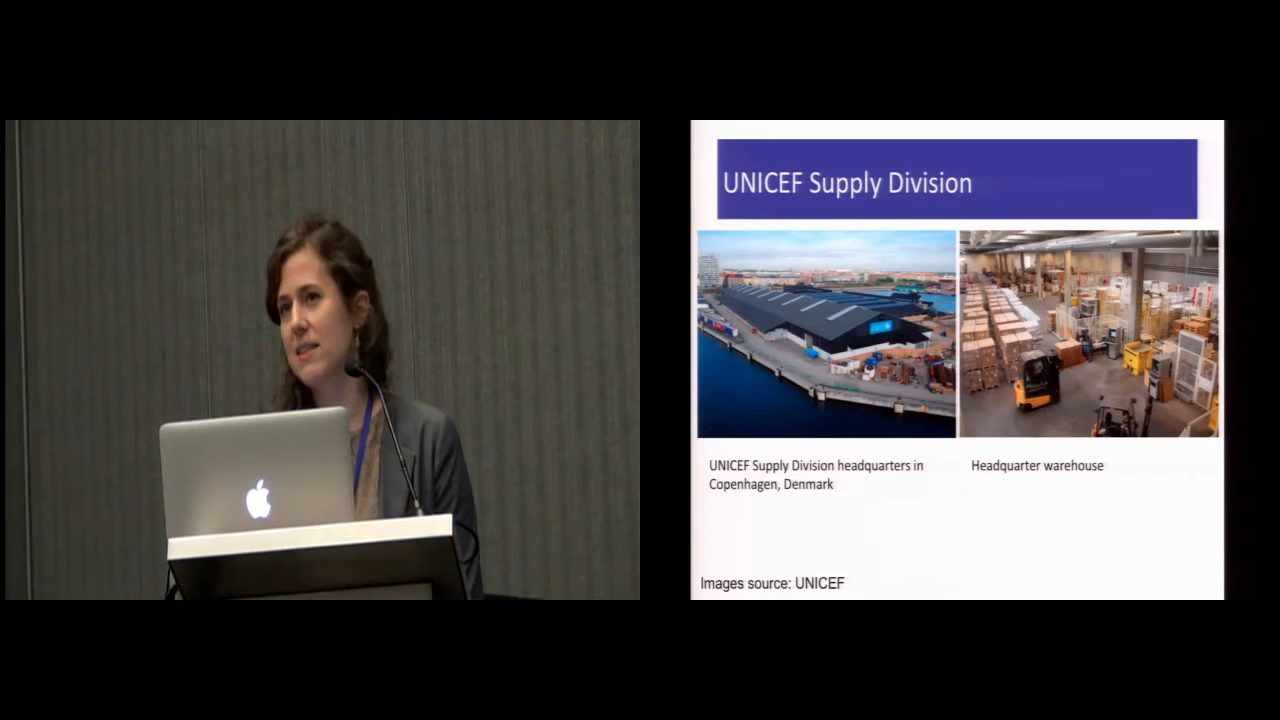 UNICEF Supply Division
UNICEF Supply Division headquarters in
Copenhagen, Denmark
Headquarter warehouse
Images source: UNICEF